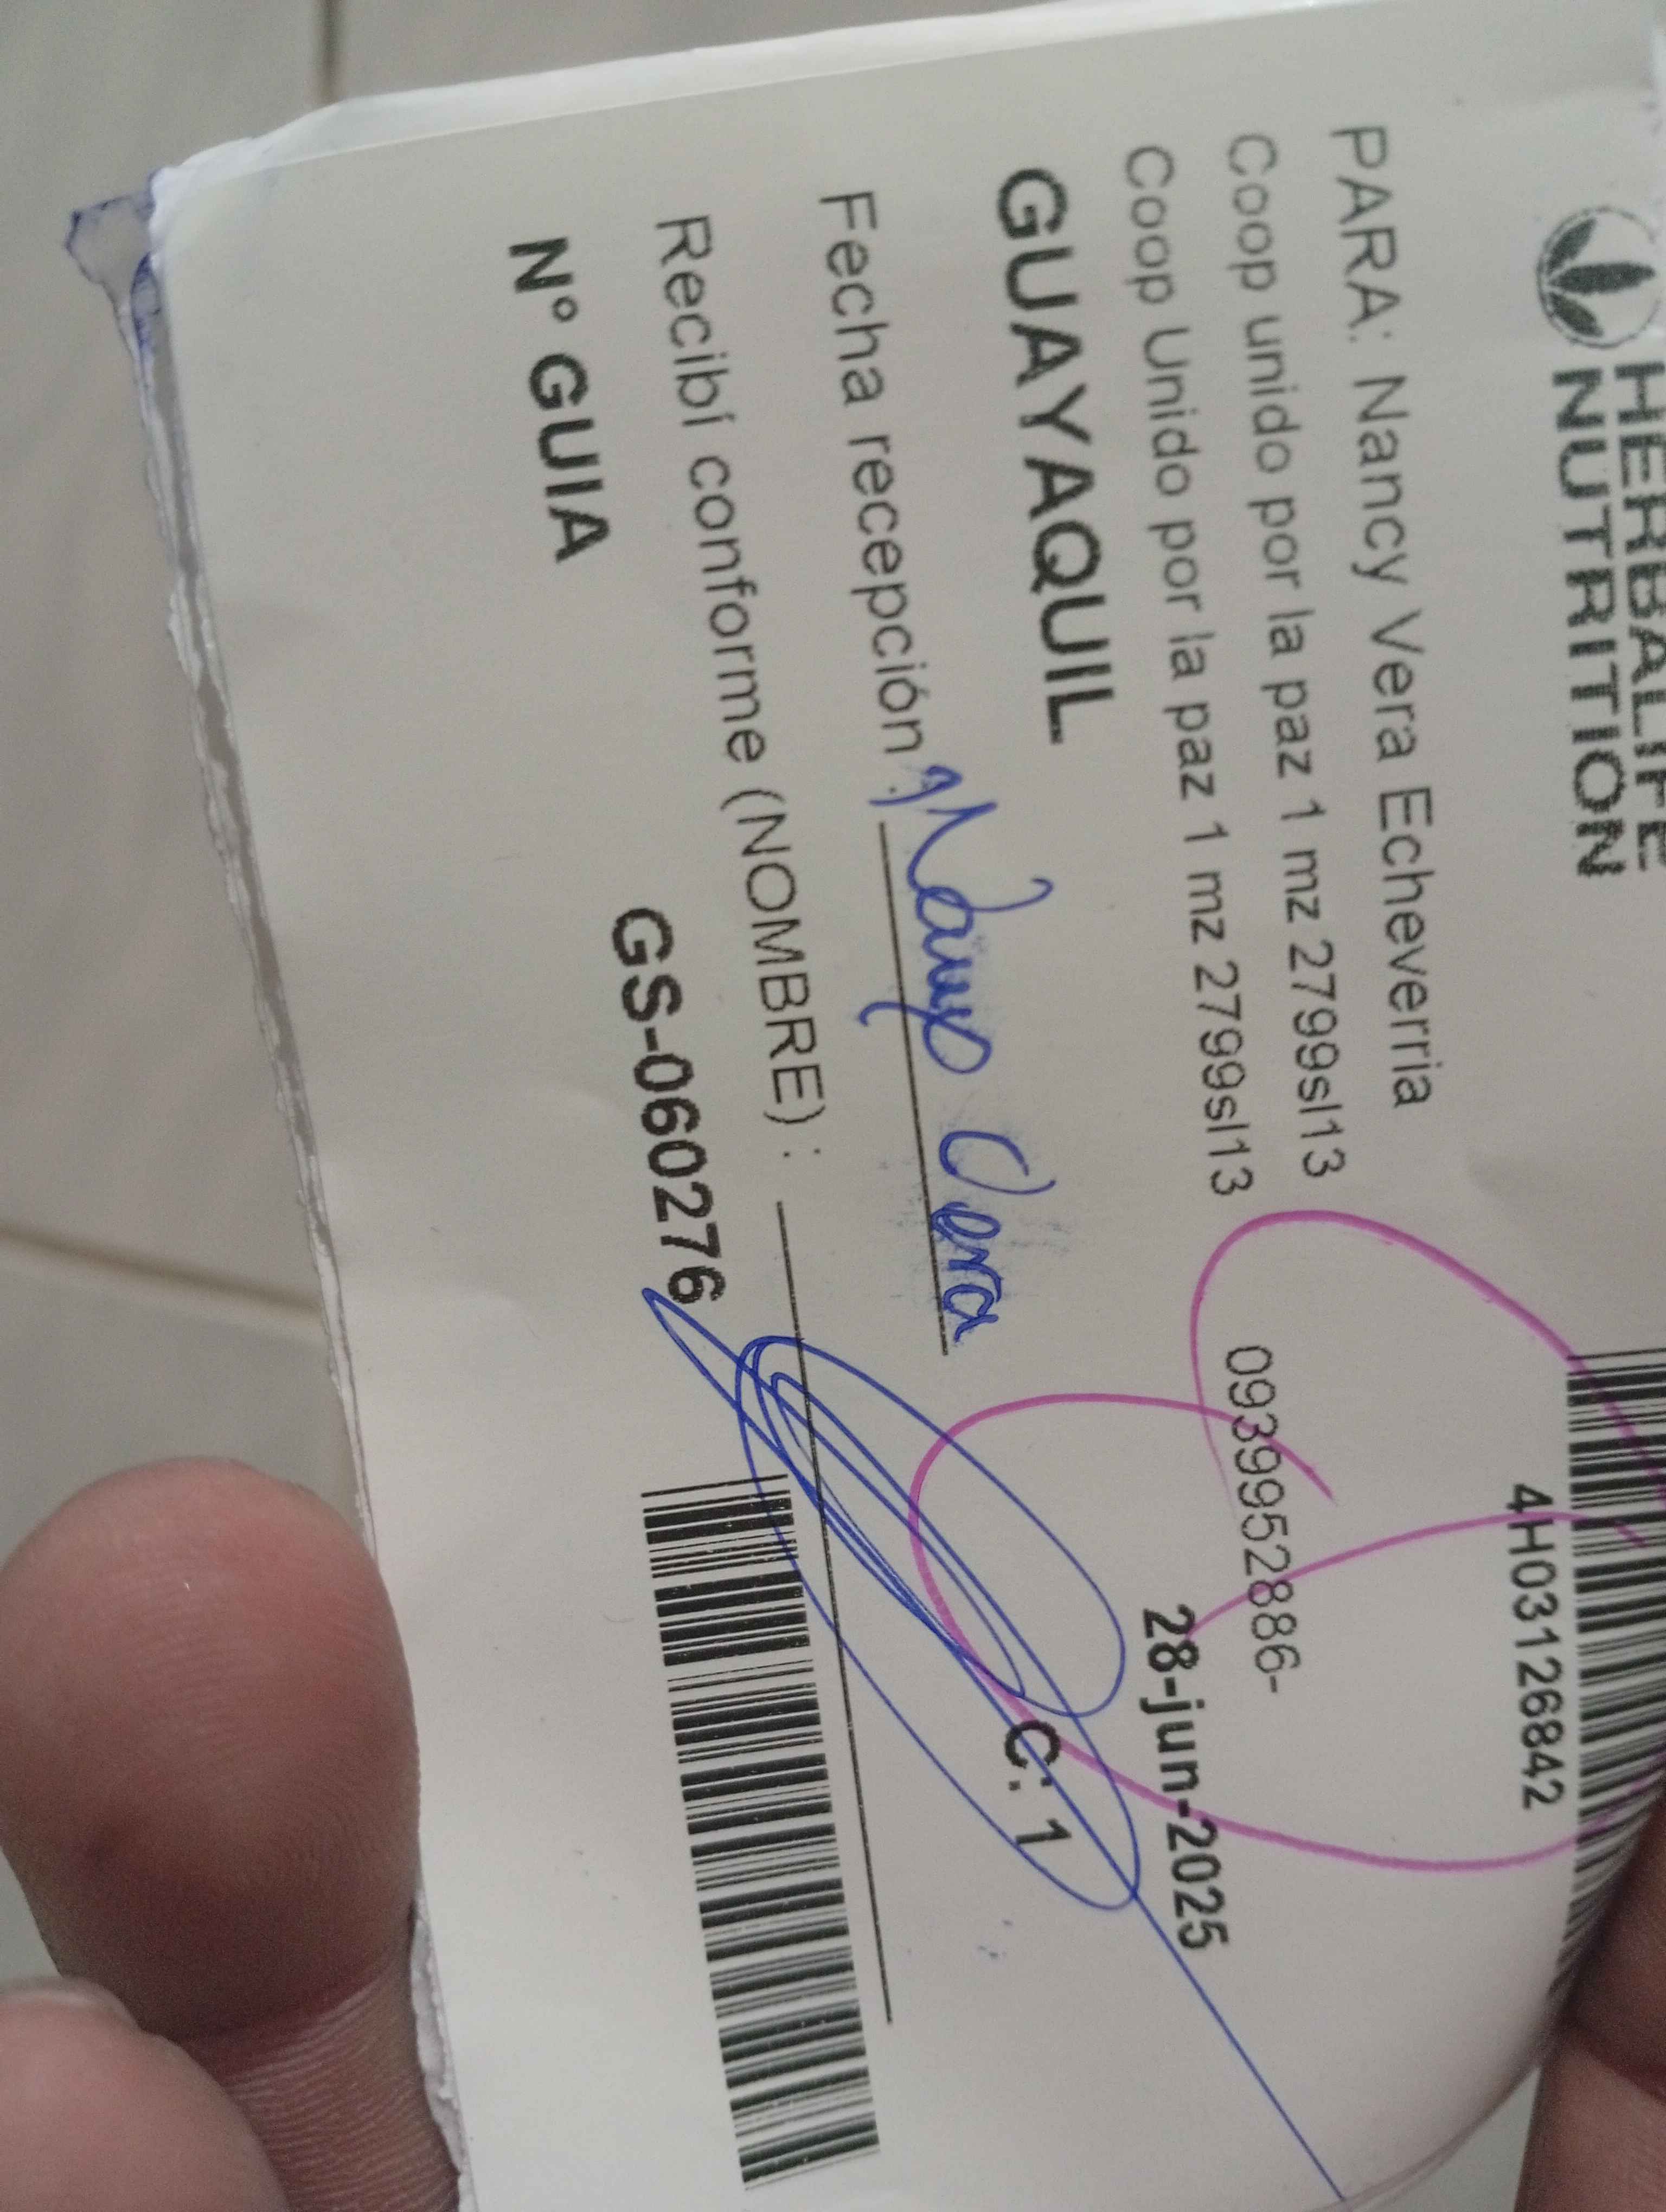 HERBALIFE
NUTRITION
4H03126842
PARA: Nancy Vera Echeverria
Coop unido por la paz 1 mz 2799sl13
0939952886-
Coop Unido por la paz 1 mz 2799sl13
28-jun-2025
GUAYAQUIL
C: 1
Fecha recepción: Nancy Vera
Recibí conforme (NOMBRE) :
N° GUIA
GS-060276